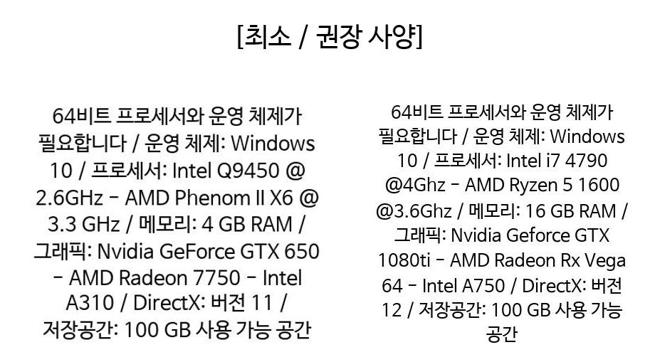 [최소 / 권장 사양]
64비트 프로세서와 운영 체제가
필요합니다 / 운영 체제: Windows
10 / 프로세서: Intel Q9450 @
2.6GHz - AMD Phenom II X6 @
3.3 GHz / 메모리: 4 GB RAM /
그래픽: Nvidia GeForce GTX 650
- AMD Radeon 7750 - Intel
A310 / DirectX: 버전 11 /
저장공간: 100 GB 사용 가능 공간
64비트 프로세서와 운영 체제가
필요합니다 / 운영 체제: Windows
10 / 프로세서: Intel i7 4790
@4Ghz - AMD Ryzen 5 1600
@3.6Ghz / 메모리: 16 GB RAM /
그래픽: Nvidia Geforce GTX
1080ti - AMD Radeon Rx Vega
64 - Intel A750 / DirectX: 버전
12 / 저장공간: 100 GB 사용 가능
공간